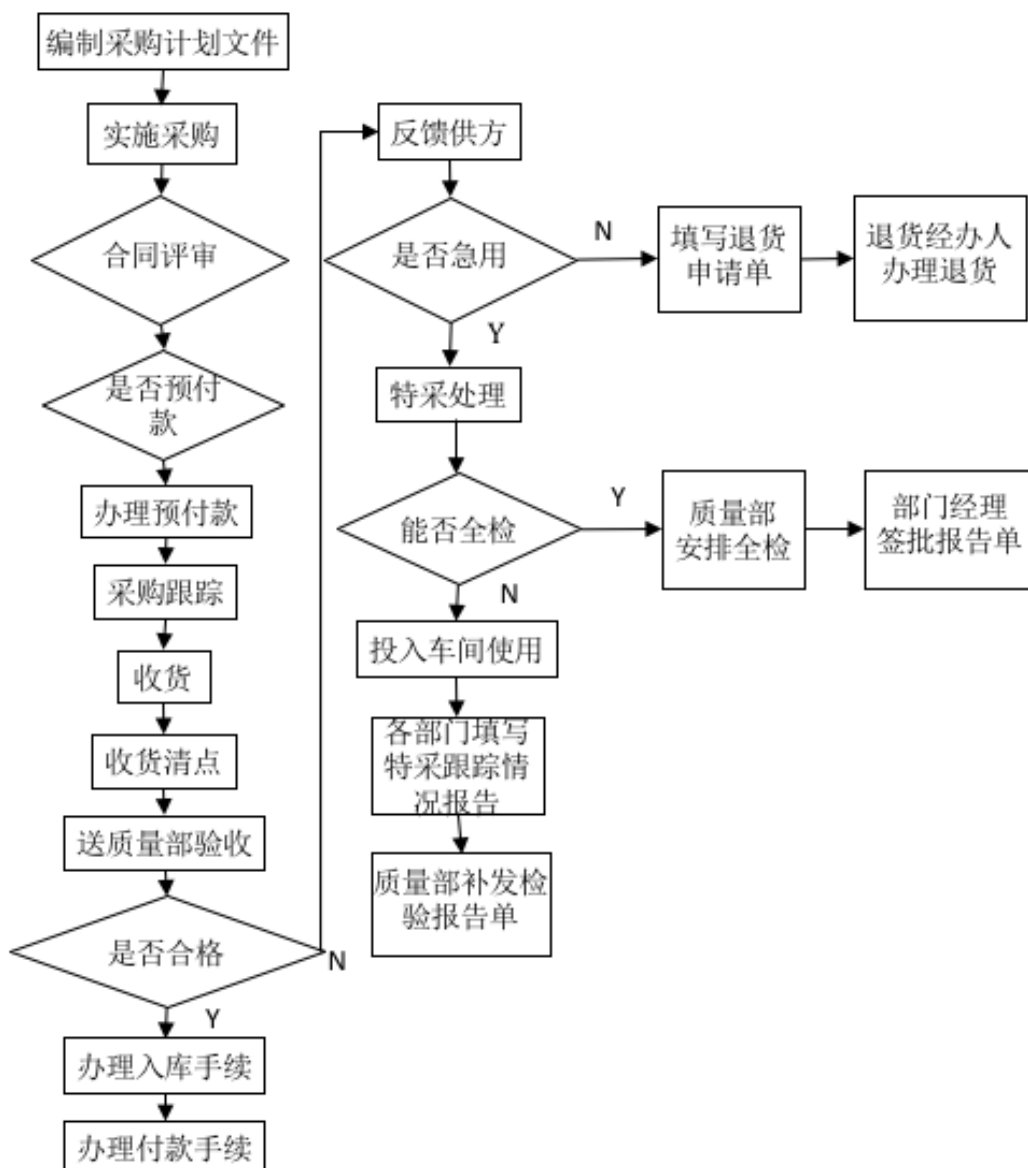 编制采购计划文件
实施采购
合同评审
是否预付
款
办理预付款
采购跟踪
收货
收货清点
送质量部验收
是否合格
N
Y
办理入库手续
办理付款手续
反馈供方
是否急用
N
填写退货
申请单
退货经办人
办理退货
Y
特采处理
能否全检
Y
质量部
安排全检
部门经理
签批报告单
N
投入车间使用
各部门填写
特采跟踪情
况报告
质量部补发检
验报告单